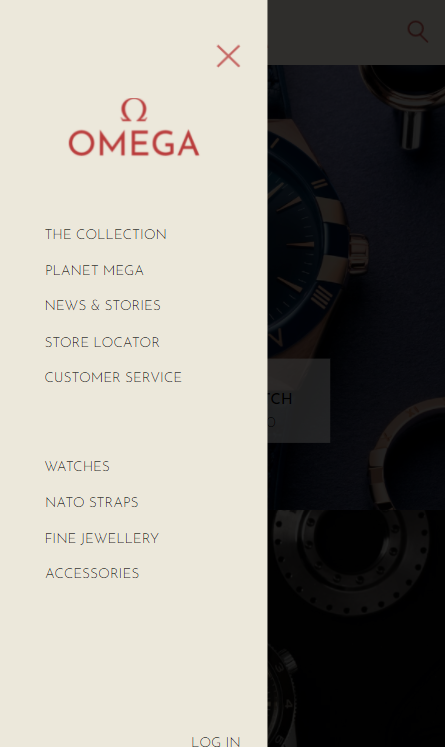 Ω
OMEGA
THE COLLECTION
PLANET MEGA
NEWS & STORIES
STORE LOCATOR
CUSTOMER SERVICE
WATCHES
NATO STRAPS
FINE JEWELLERY
ACCESSORIES
LOG IN